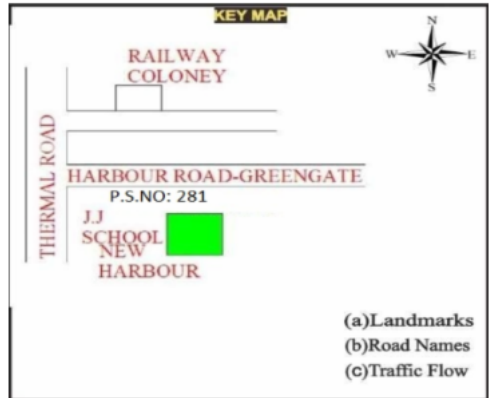 KEY MAP
N
W E
S
RAILWAY
COLONEY
THERMAL ROAD
HARBOUR ROAD-GREENGATE
P.S.NO: 281
J.J
SCHOOL
NEW
HARBOUR
(a)Landmarks
(b)Road Names
(c)Traffic Flow